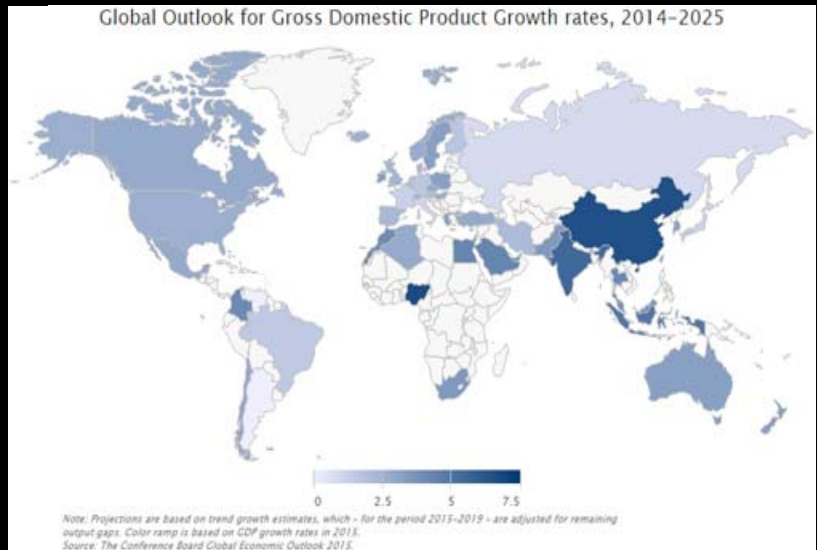 Global Outlook for Gross Domestic Product Growth rates, 2014–2025
0 2.5 5 7.5
Note: Projections are based on trend growth estimates, which – for the period 2015–2019 – are adjusted for remaining
output gaps. Color ramp is based on GDP growth rates in 2015.
Source: The Conference Board Global Economic Outlook 2015.